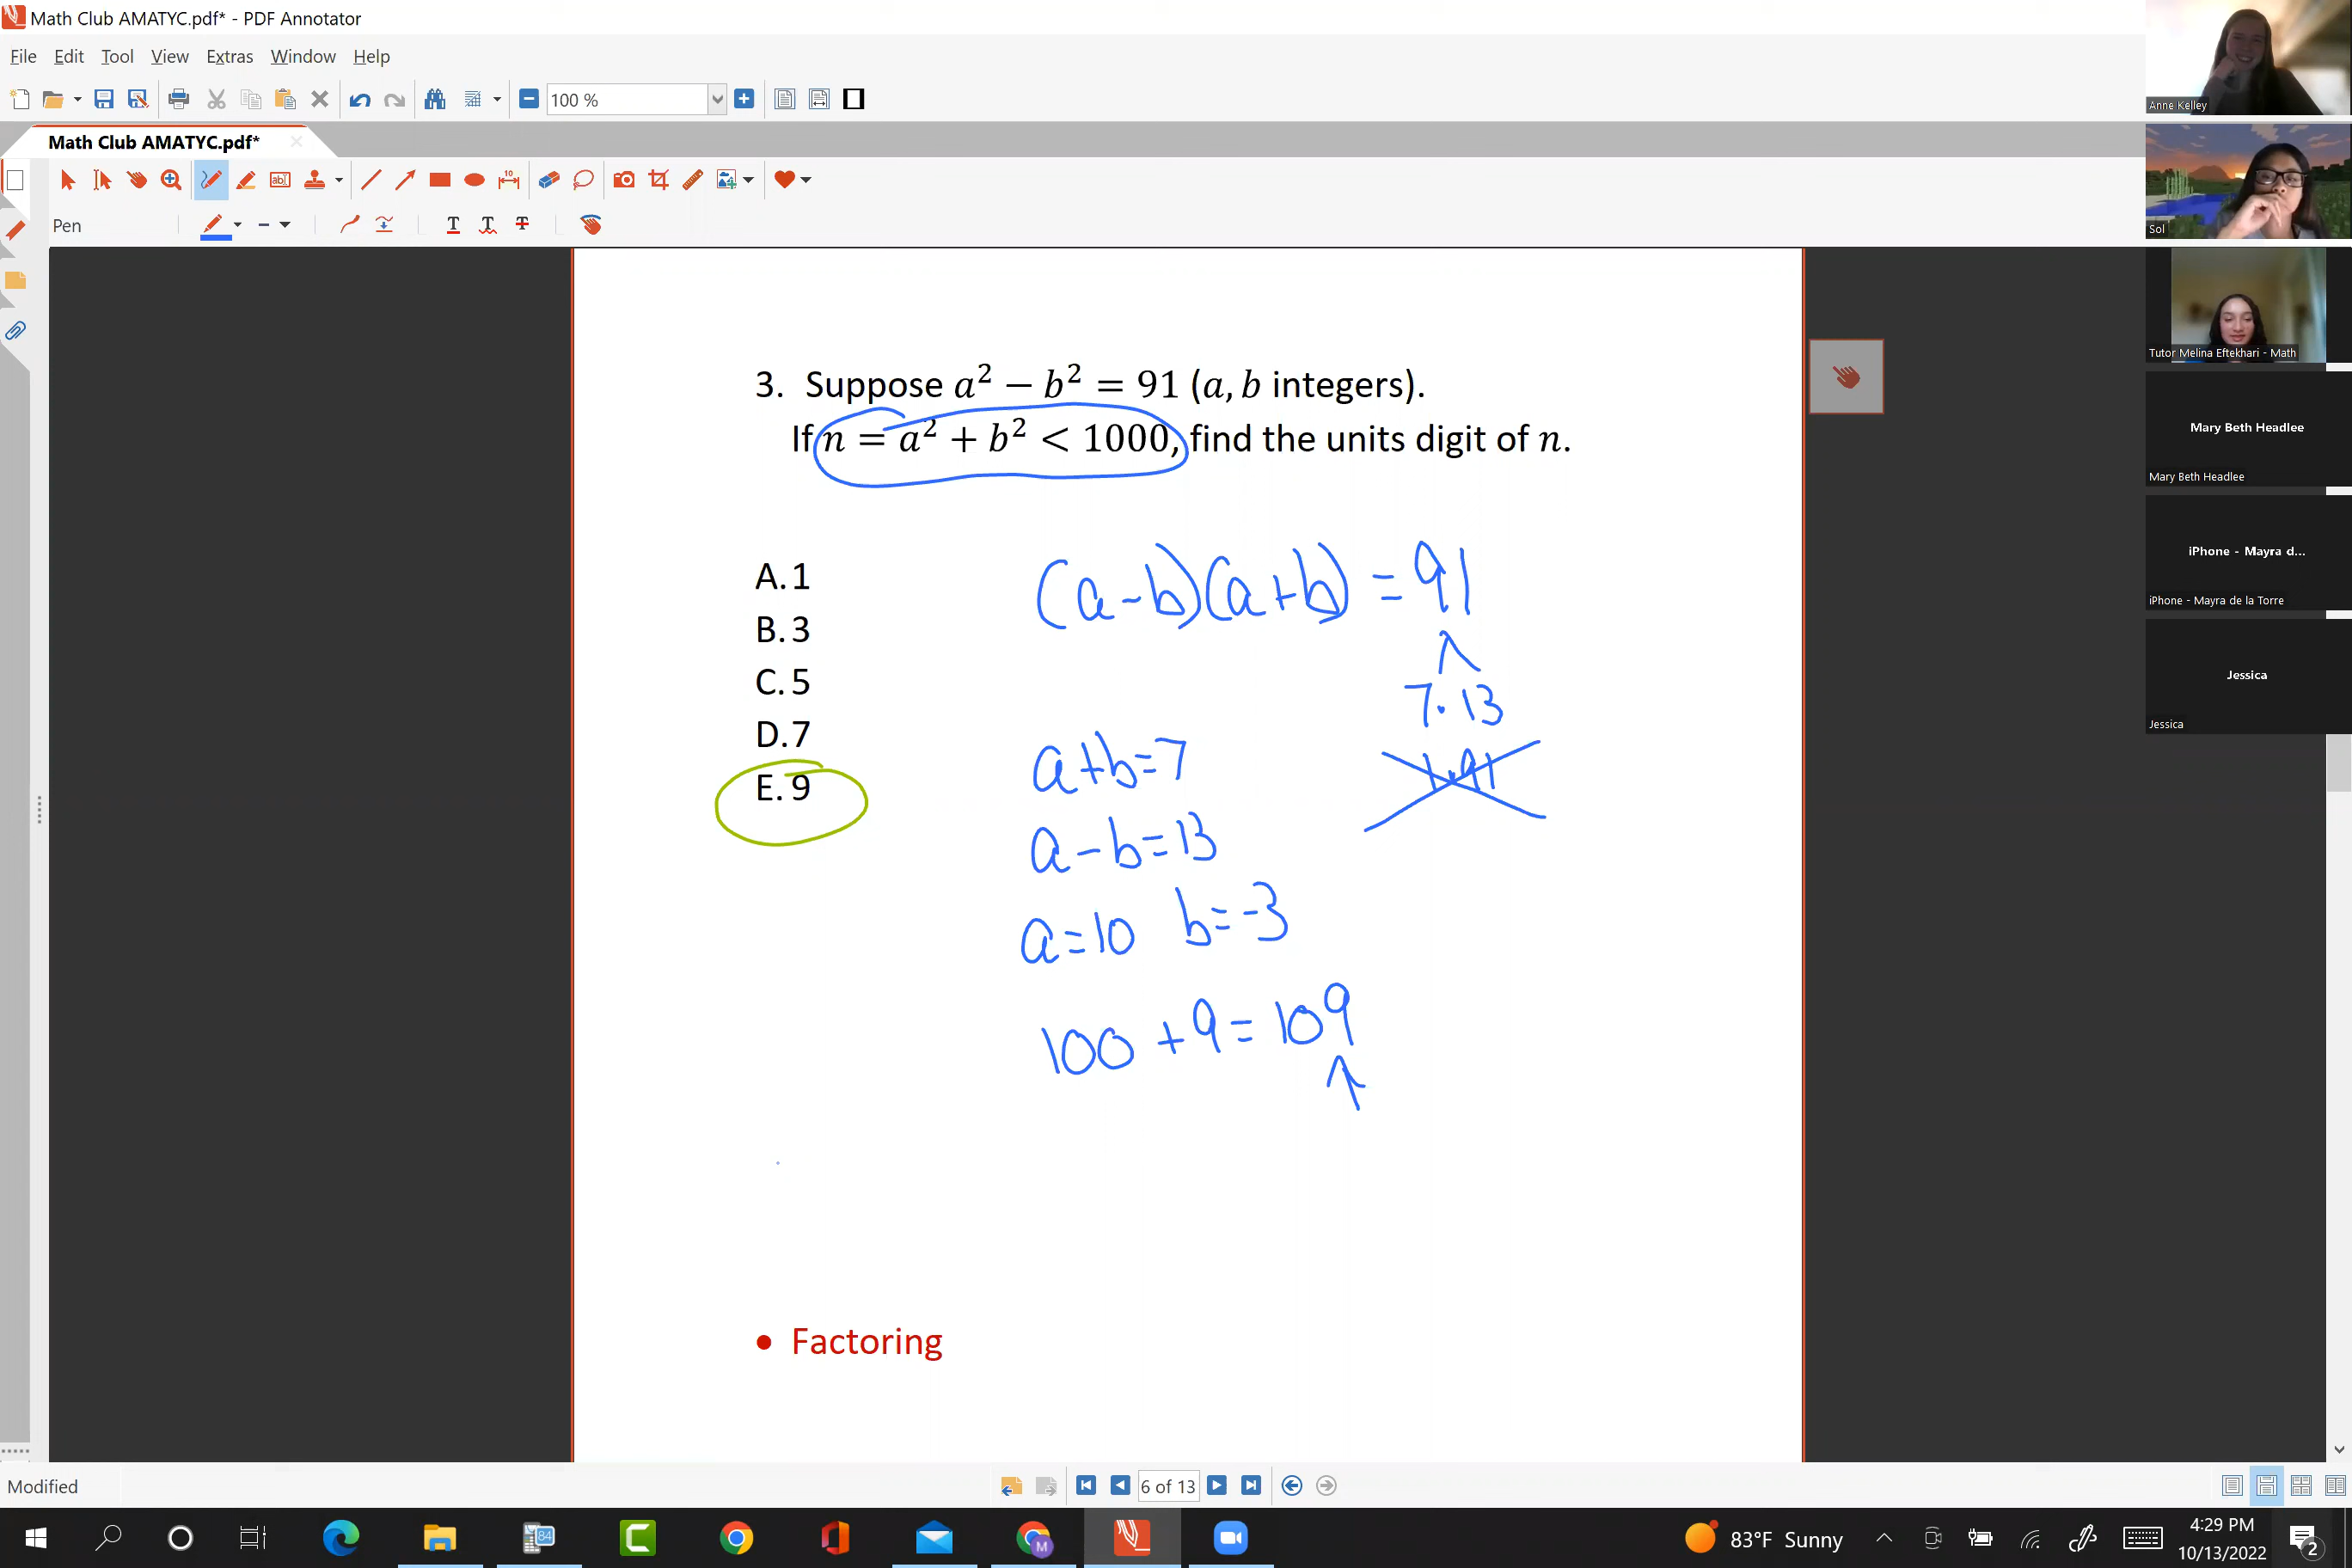 Math Club AMATYC.pdf* - PDF Annotator
File Edit Tool View Extras Window Help
100 %
Math Club AMATYC.pdf*
Pen
3. Suppose a² − b² = 91 (a, b integers).
If n = a² + b² < 1000, find the units digit of n.
A. 1
B. 3
C. 5
D. 7
E. 9
(a-b)(a+b) = 91
7·13
1·91
a+b=7
a-b=13
a=10 b=-3
100 + 9 = 109
• Factoring
Anne Kelley
Sol
Tutor Melina Eftekhari - Math
Mary Beth Headlee
Mary Beth Headlee
iPhone - Mayra d...
iPhone - Mayra de la Torre
Jessica
Jessica
Modified
6 of 13
84
M
83°F Sunny
4:29 PM
10/13/2022
2